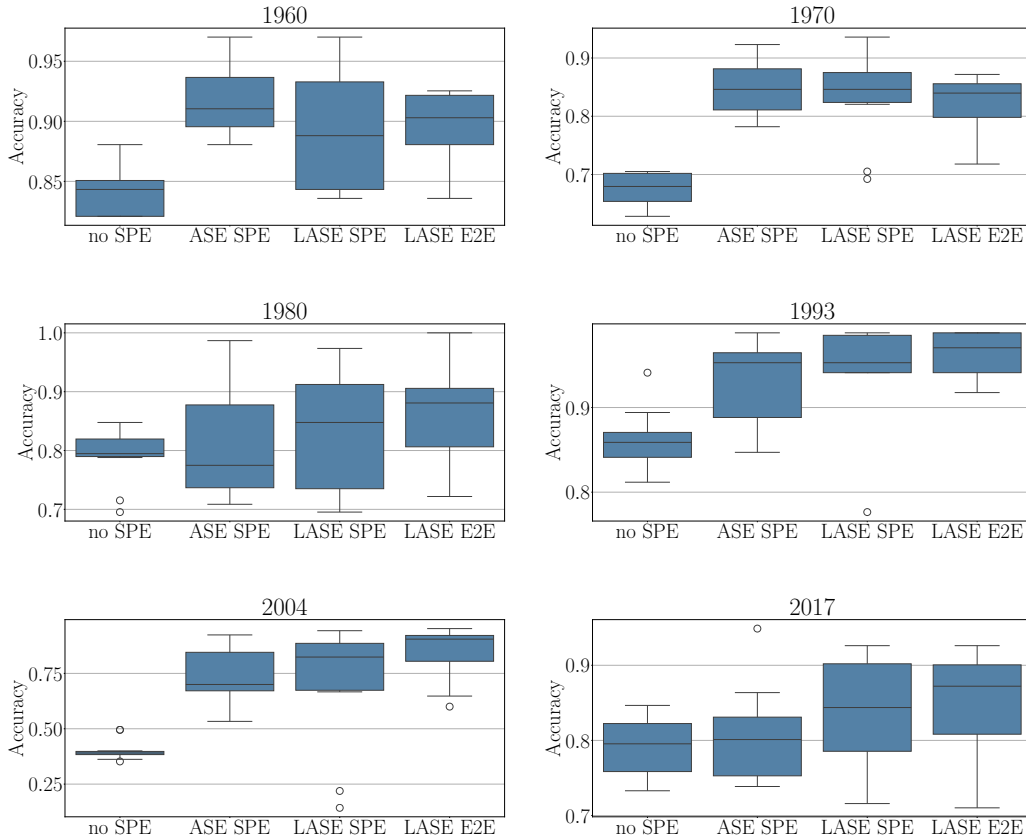 1960
0.95
0.90
0.85
Accuracy
no SPE ASE SPE LASE SPE LASE E2E
1970
0.9
0.8
0.7
Accuracy
no SPE ASE SPE LASE SPE LASE E2E
1980
1.0
0.9
0.8
0.7
Accuracy
no SPE ASE SPE LASE SPE LASE E2E
1993
0.9
0.8
Accuracy
no SPE ASE SPE LASE SPE LASE E2E
2004
0.75
0.50
0.25
Accuracy
no SPE ASE SPE LASE SPE LASE E2E
2017
0.9
0.8
0.7
Accuracy
no SPE ASE SPE LASE SPE LASE E2E